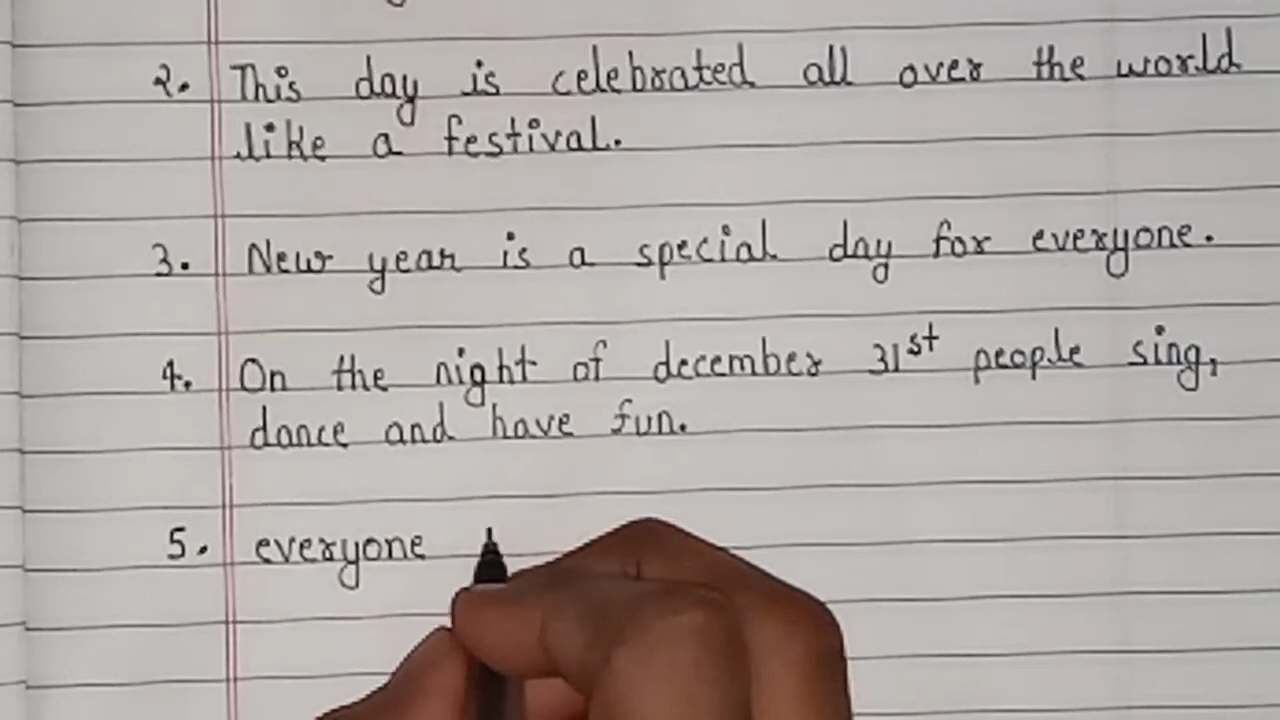 2. This day is celebrated all over the world
like a festival.
3. New year is a special day for everyone.
4. On the night of december 31st people sing,
dance and have fun.
5. everyone